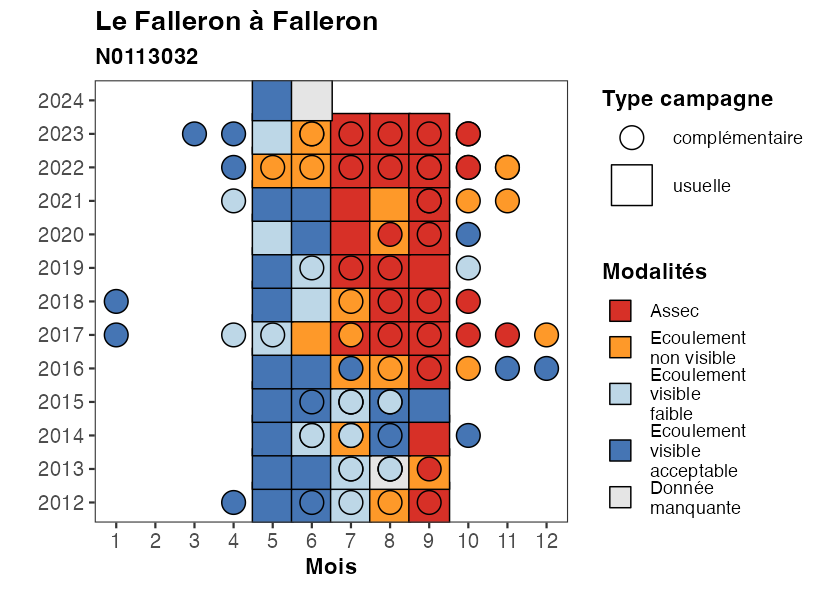 Le Falleron à Falleron
N0113032
2024
2023
2022
2021
2020
2019
2018
2017
2016
2015
2014
2013
2012
1 2 3 4 5 6 7 8 9 10 11 12
Mois
Type campagne
complémentaire
usuelle
Modalités
Assec
Ecoulement
non visible
Ecoulement
visible
faible
Ecoulement
visible
acceptable
Donnée
manquante